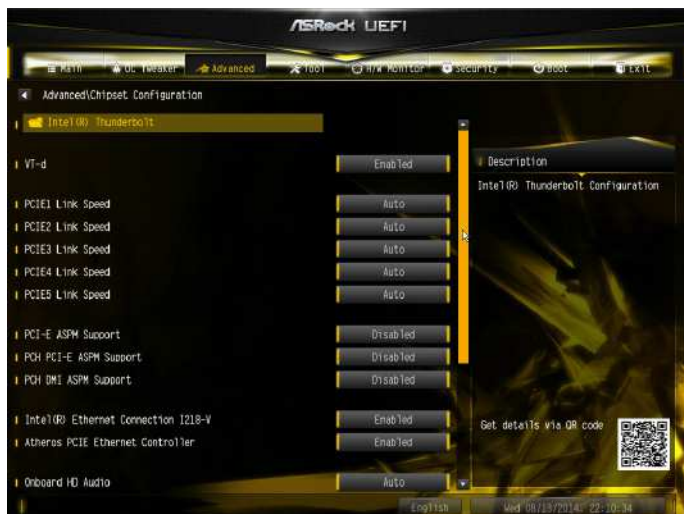 ASRock UEFI
Main OC Tweaker Advanced Tool H/W Monitor Security Boot Exit
Advanced\Chipset Configuration
Intel(R) Thunderbolt
VT-d Enabled
PCIE1 Link Speed Auto
PCIE2 Link Speed Auto
PCIE3 Link Speed Auto
PCIE4 Link Speed Auto
PCIE5 Link Speed Auto
PCI-E ASPM Support Disabled
PCH PCI-E ASPM Support Disabled
PCH DMI ASPM Support Disabled
Intel(R) Ethernet Connection I218-V Enabled
Atheros PCIE Ethernet Controller Enabled
Onboard HD Audio Auto
Description
Intel(R) Thunderbolt Configuration
Get details via QR code
English Wed 08/13/2014, 22:10:34